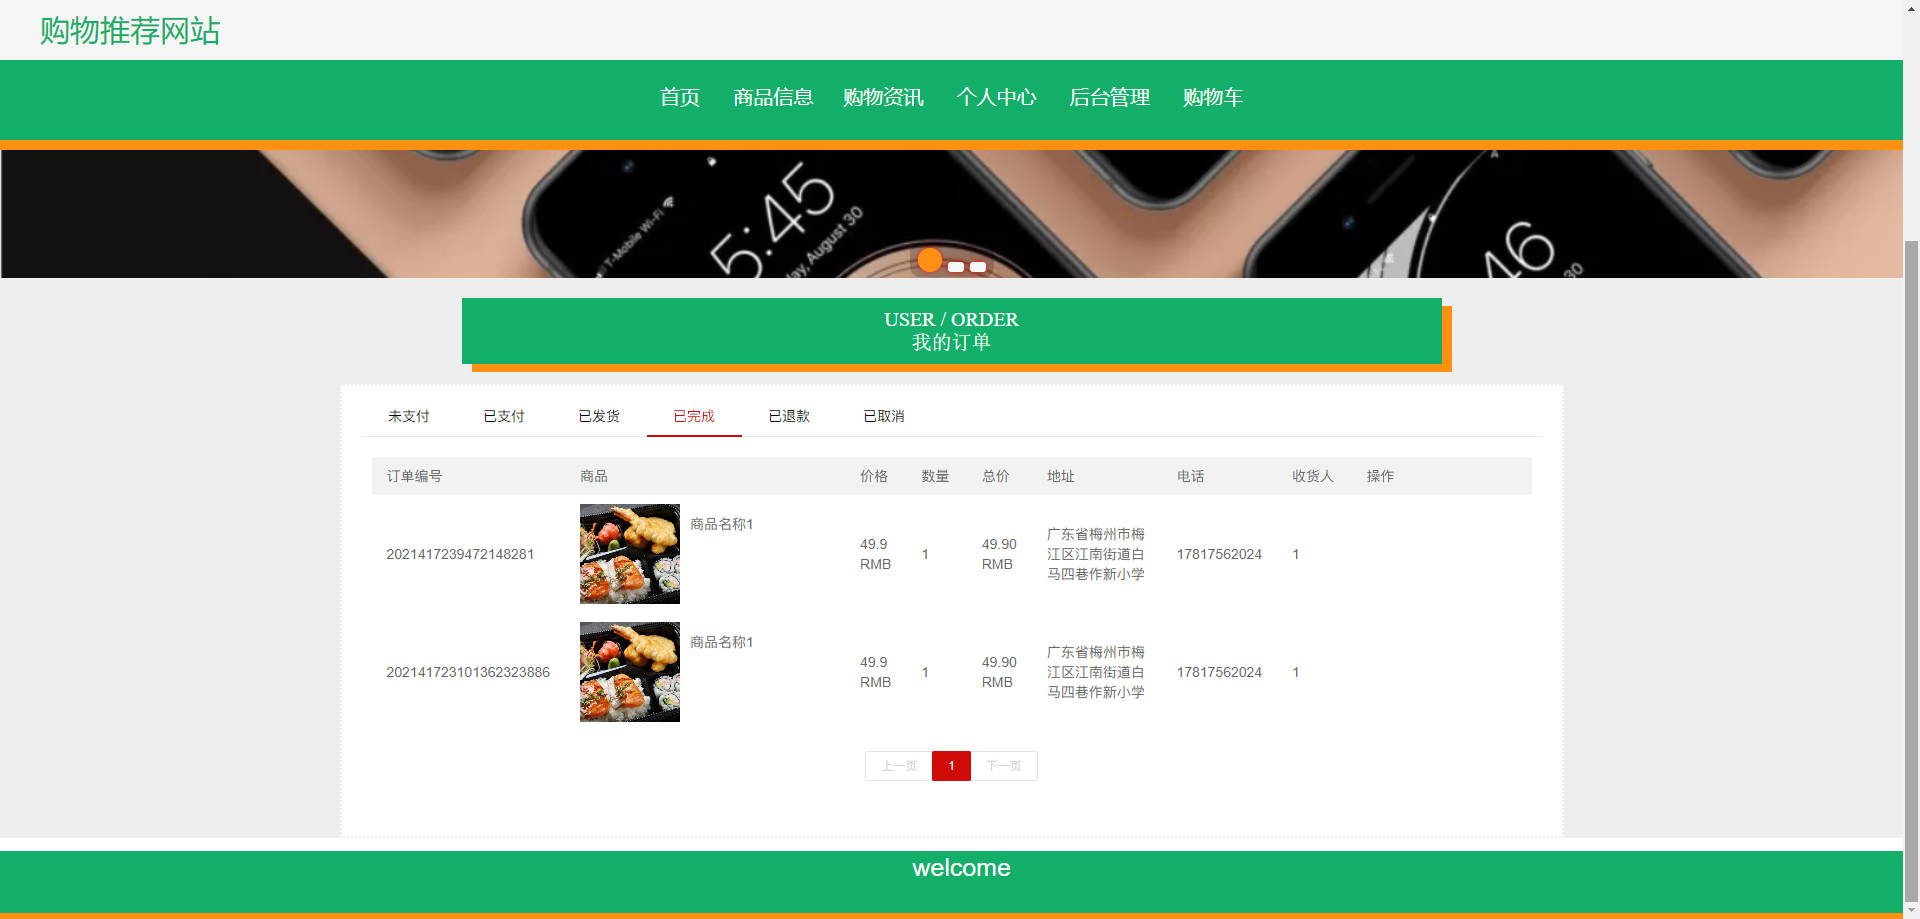 购物推荐网站
首页 商品信息 购物资讯 个人中心 后台管理 购物车
T-Mobile Wi-Fi
5:45
August 30
46
30
USER / ORDER
我的订单
未支付 已支付 已发货 已完成 已退款 已取消
订单编号 商品 价格 数量 总价 地址 电话 收货人 操作
2021417239472148281 商品名称1 49.9 RMB 1 49.90 RMB 广东省梅州市梅江区江南街道白马四巷作新小学 17817562024 1
202141723101362323886 商品名称1 49.9 RMB 1 49.90 RMB 广东省梅州市梅江区江南街道白马四巷作新小学 17817562024 1
上一页 1 下一页
welcome